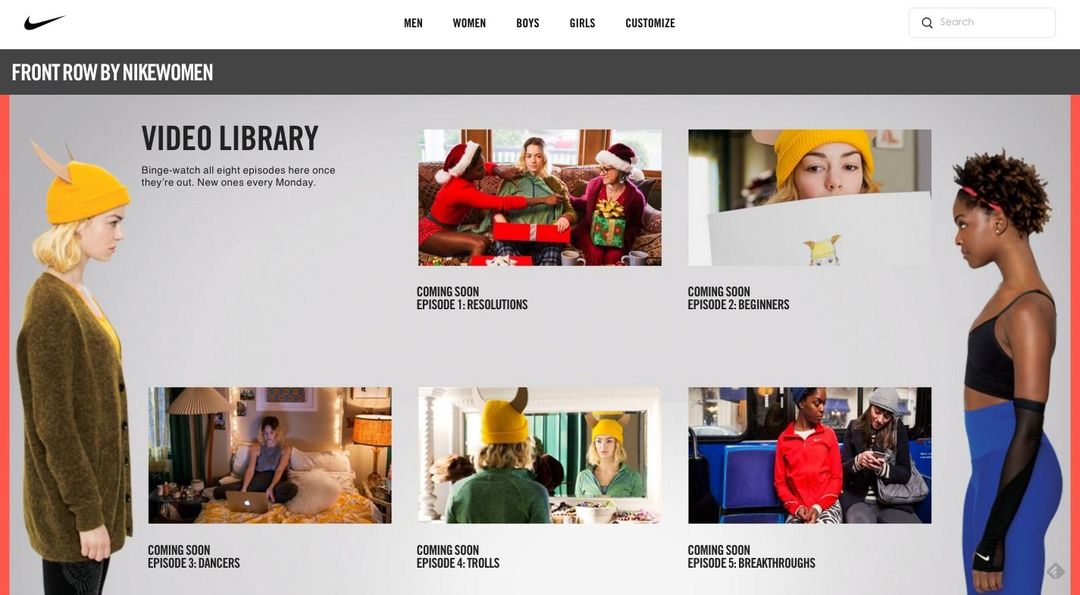 MEN WOMEN BOYS GIRLS CUSTOMIZE
Search
FRONT ROW BY NIKEWOMEN
VIDEO LIBRARY
Binge-watch all eight episodes here once
they're out. New ones every Monday.
COMING SOON
EPISODE 1: RESOLUTIONS
COMING SOON
EPISODE 2: BEGINNERS
COMING SOON
EPISODE 3: DANCERS
COMING SOON
EPISODE 4: TROLLS
COMING SOON
EPISODE 5: BREAKTHROUGHS